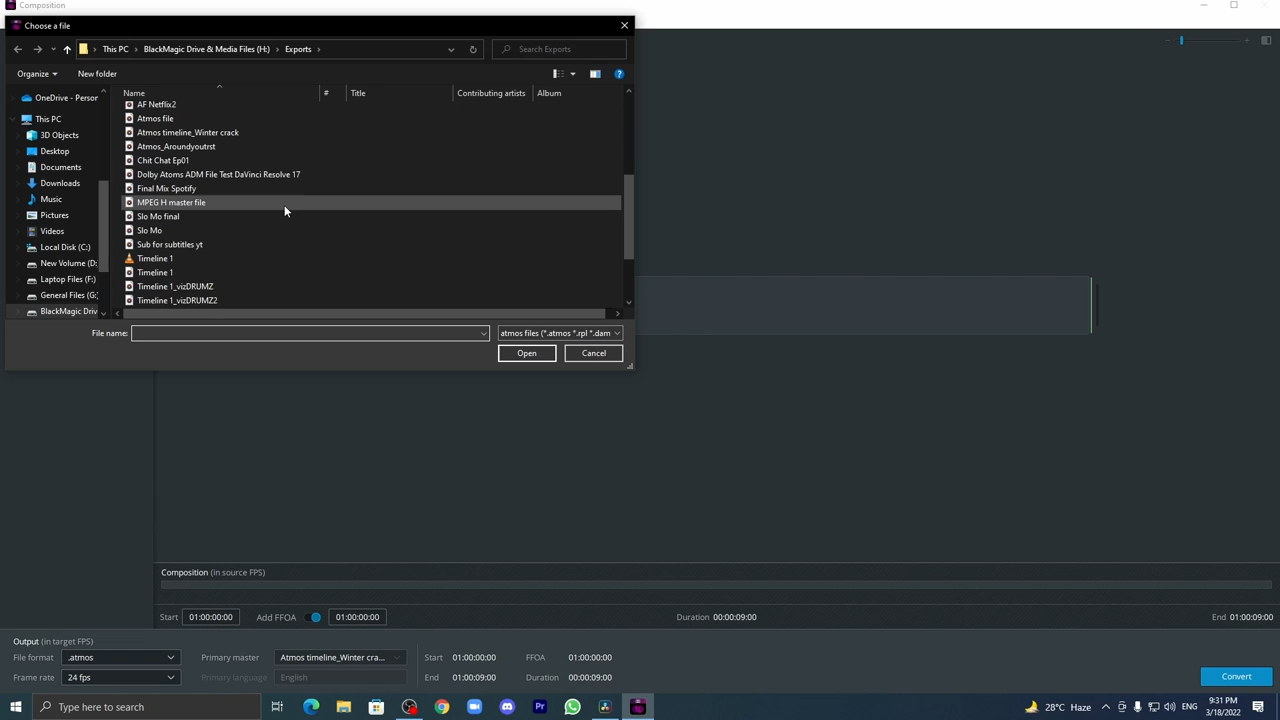 Composition
Choose a file
This PC
BlackMagic Drive & Media Files (H:)
Exports
Search Exports
Organize
New folder
Name
#
Title
Contributing artists
Album
OneDrive - Person
This PC
3D Objects
Desktop
Documents
Downloads
Music
Pictures
Videos
Local Disk (C:)
New Volume (D:
Laptop Files (F:)
General Files (G:)
BlackMagic Driv
AF Netflix2
Atmos file
Atmos timeline_Winter crack
Atmos_Aroundyoutrst
Chit Chat Ep01
Dolby Atoms ADM File Test DaVinci Resolve 17
Final Mix Spotify
MPEG H master file
Slo Mo final
Slo Mo
Sub for subtitles yt
Timeline 1
Timeline 1
Timeline 1_vizDRUMZ
Timeline 1_vizDRUMZ2
File name:
atmos files (*.atmos *.rpl *.dam
Open
Cancel
Composition (in source FPS)
Start 01:00:00:00 Add FFOA 01:00:00:00 Duration 00:00:09:00 End 01:00:09:00
Output (in target FPS)
File format .atmos Primary master Atmos timeline_Winter cra... Start 01:00:00:00 FFOA 01:00:00:00
Frame rate 24 fps Primary language English End 01:00:09:00 Duration 00:00:09:00
Convert
Type here to search
Pr
28°C Haze
ENG
9:31 PM
3/18/2022